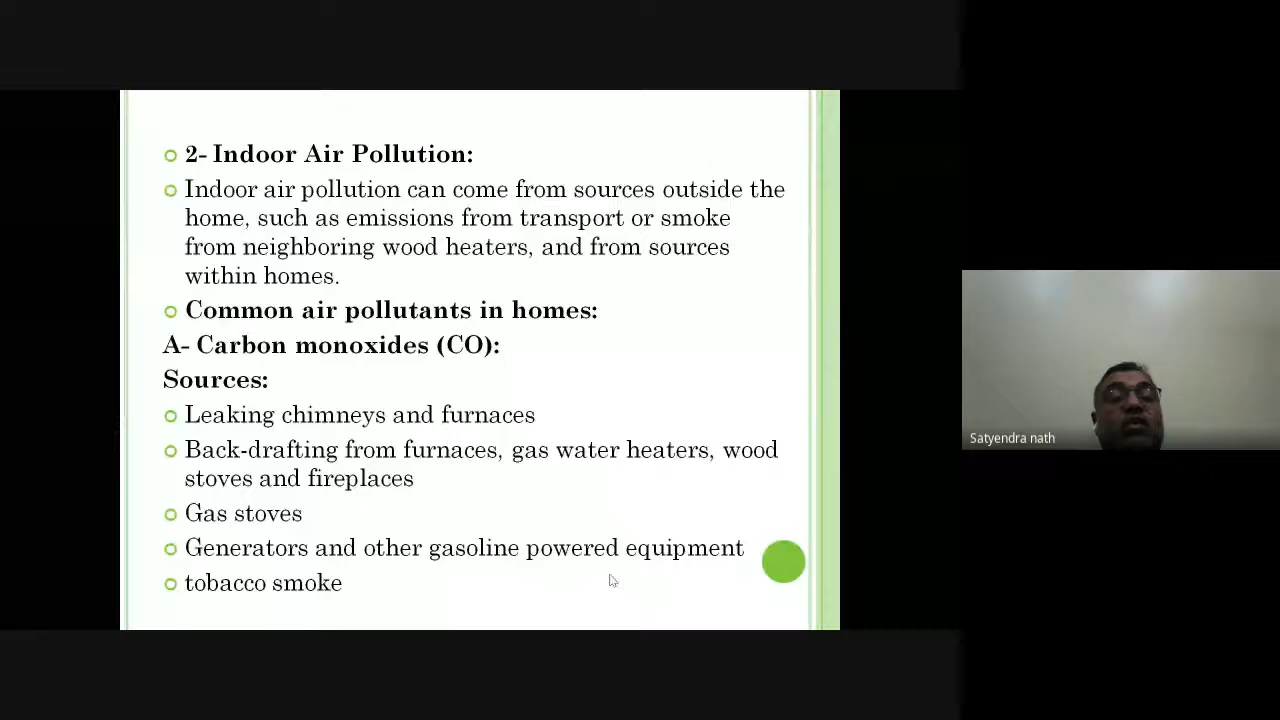 2- Indoor Air Pollution:
Indoor air pollution can come from sources outside the
home, such as emissions from transport or smoke
from neighboring wood heaters, and from sources
within homes.
Common air pollutants in homes:
A- Carbon monoxides (CO):
Sources:
Leaking chimneys and furnaces
Back-drafting from furnaces, gas water heaters, wood
stoves and fireplaces
Gas stoves
Generators and other gasoline powered equipment
tobacco smoke
Satyendra nath